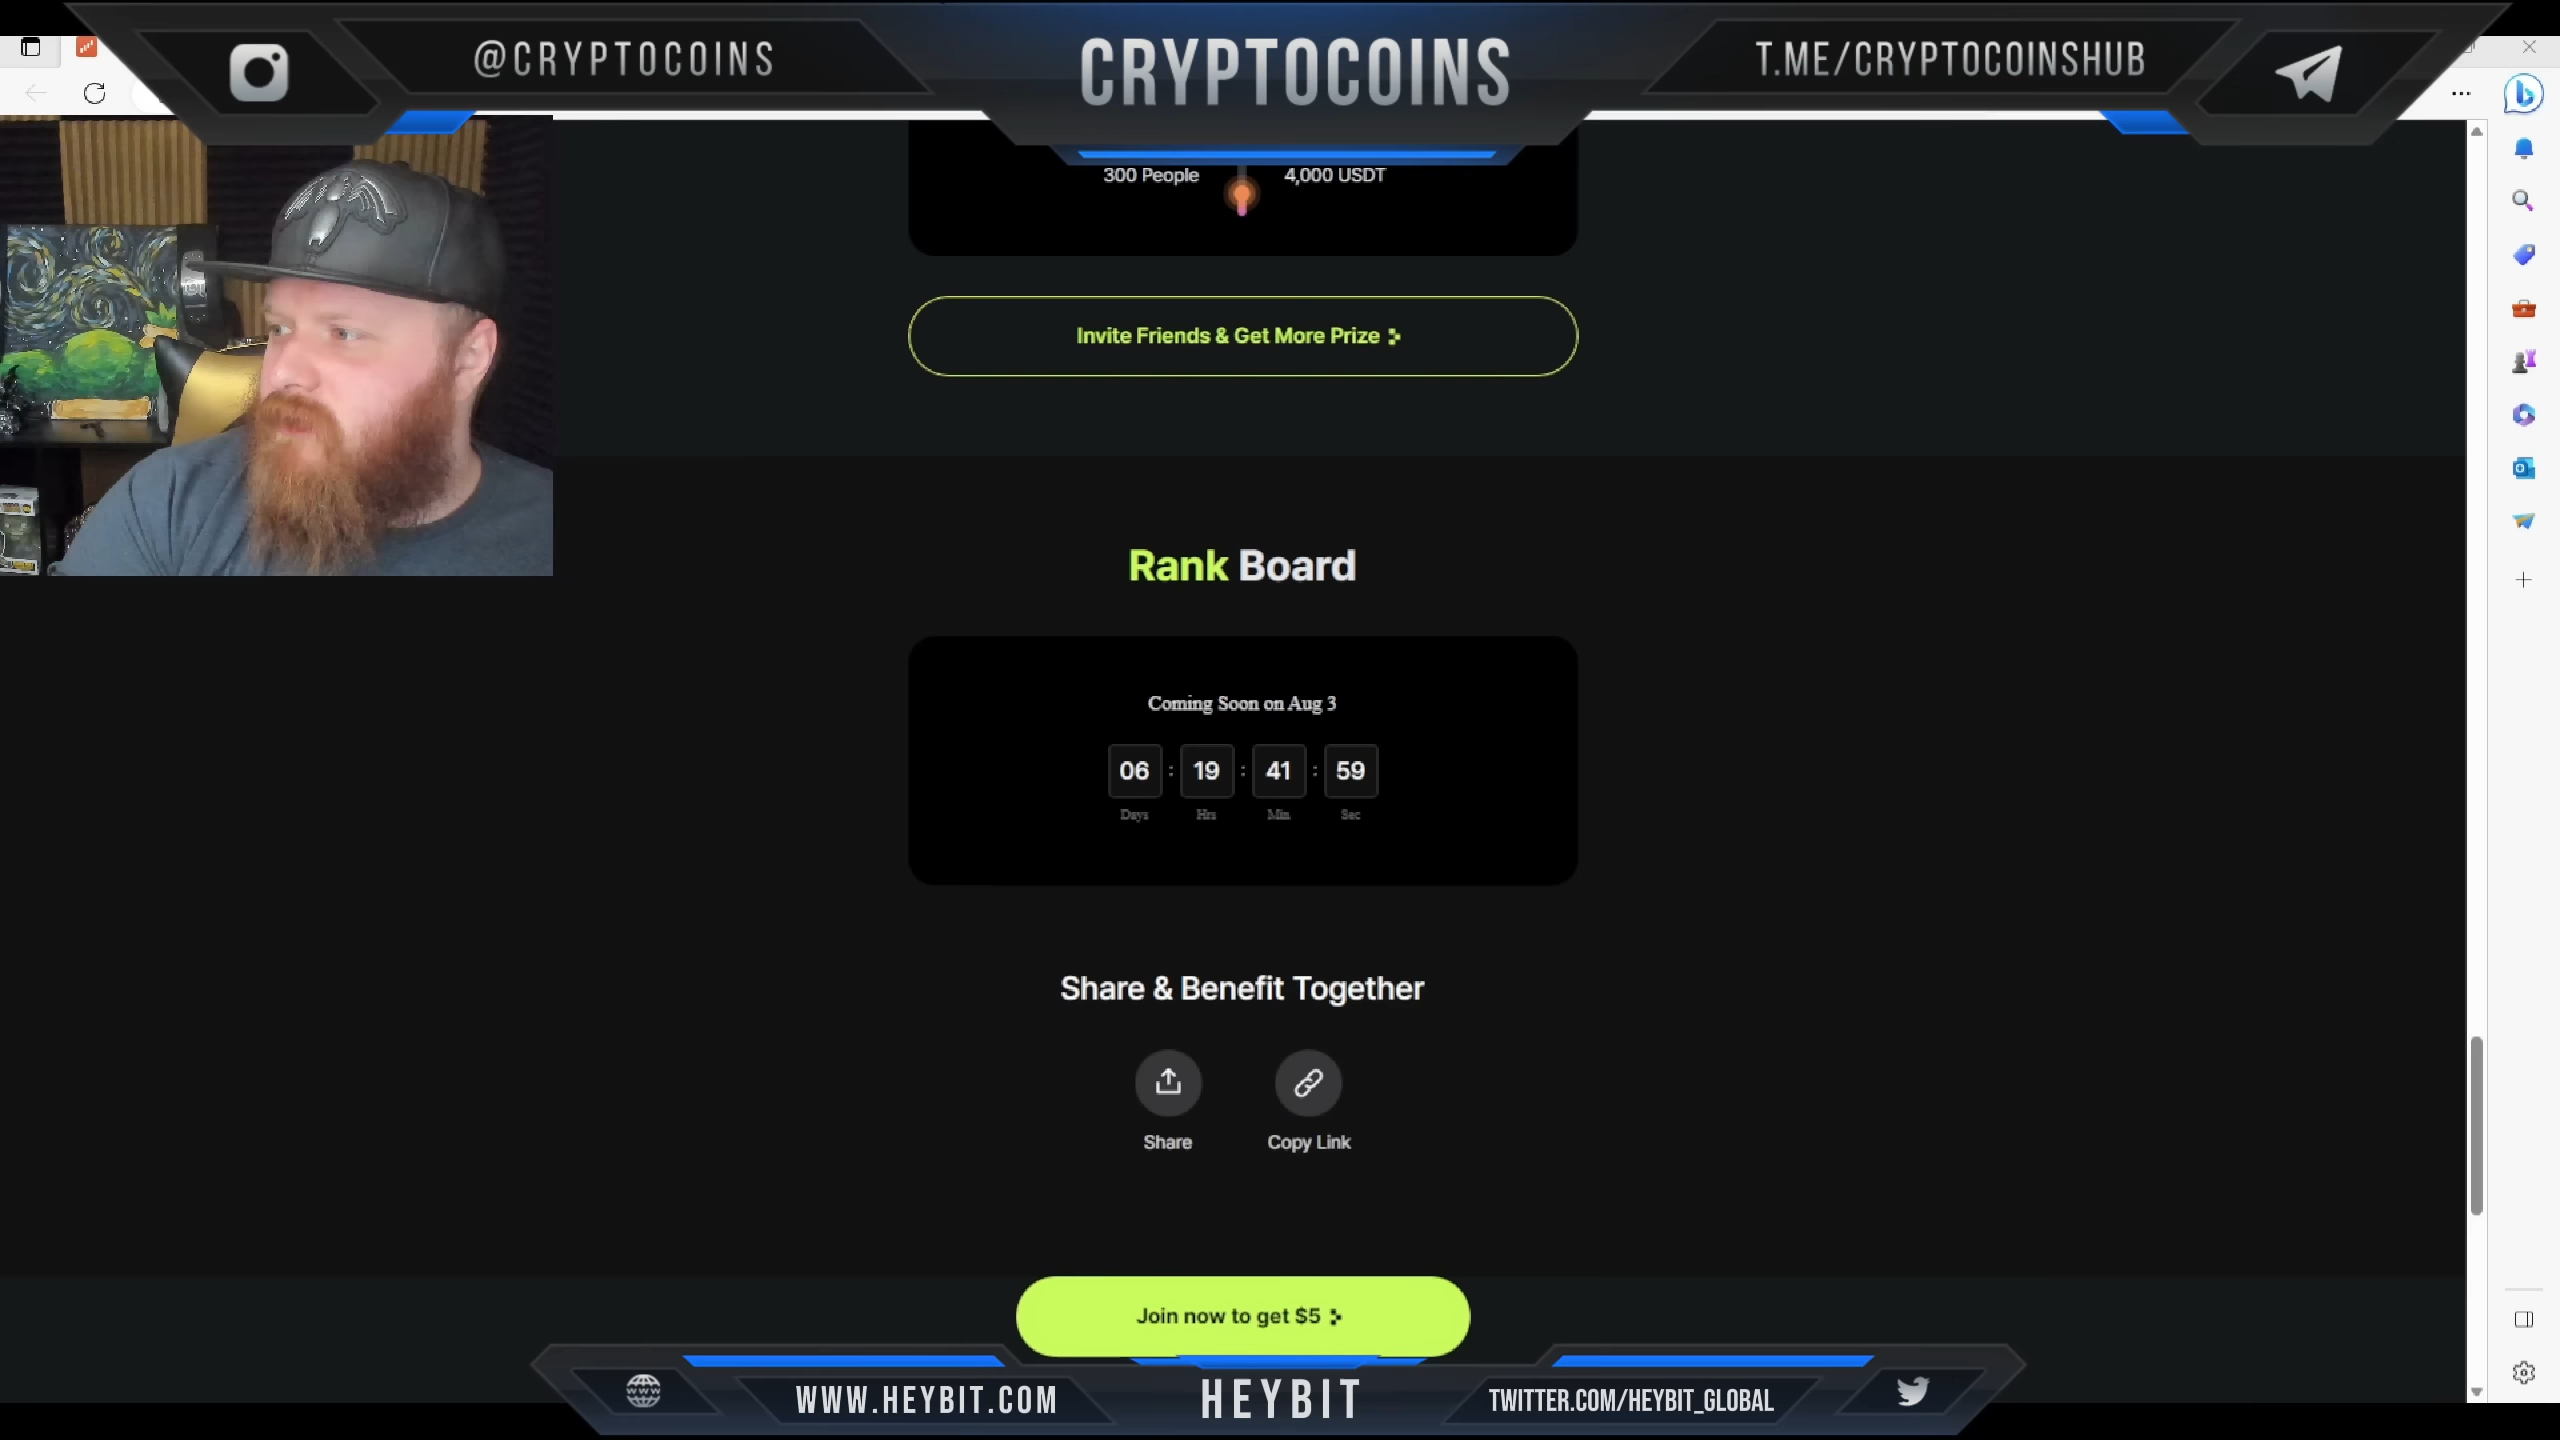 @CRYPTOCOINS
CRYPTOCOINS
T.ME/CRYPTOCOINSHUB
300 People
4,000 USDT
Invite Friends & Get More Prize
Rank Board
Coming Soon on Aug 3
06 : 19 : 41 : 59
Days Hrs Min Sec
Share & Benefit Together
Share
Copy Link
Join now to get $5
WWW.HEYBIT.COM
HEYBIT
TWITTER.COM/HEYBIT_GLOBAL